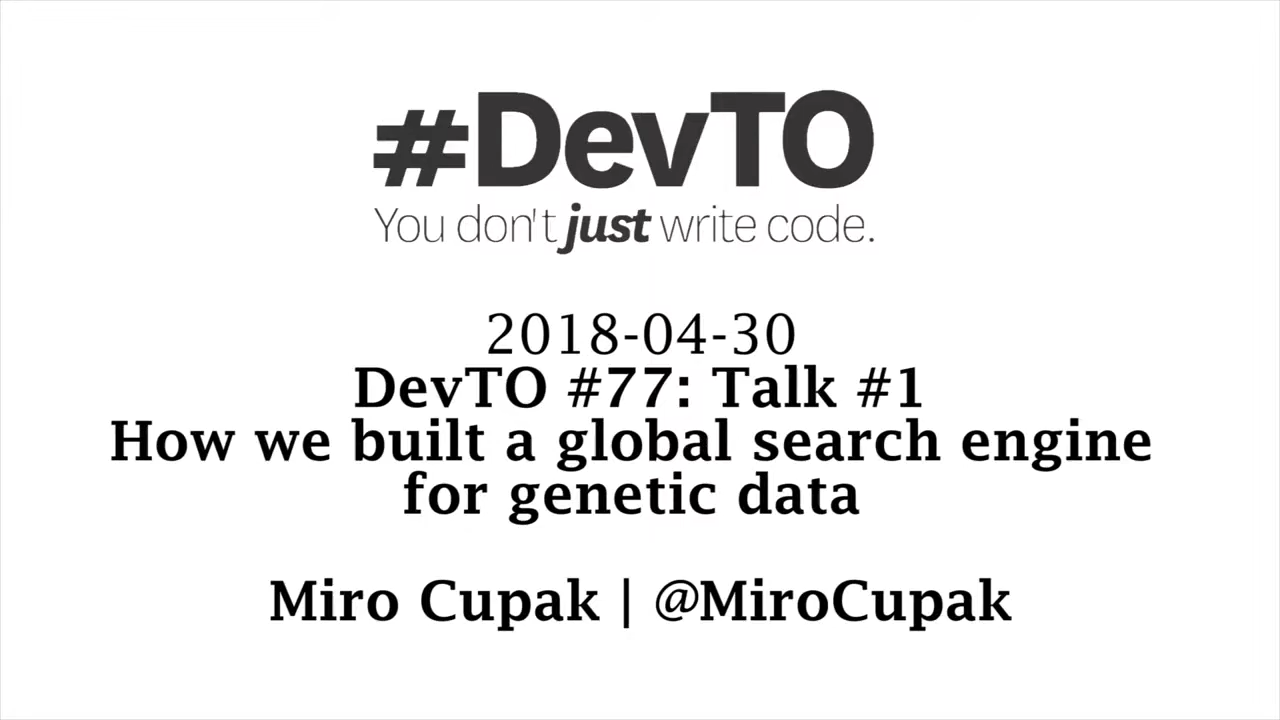 #DevTO
You don't just write code.
2018-04-30
DevTO #77: Talk #1
How we built a global search engine
for genetic data
Miro Cupak | @MiroCupak